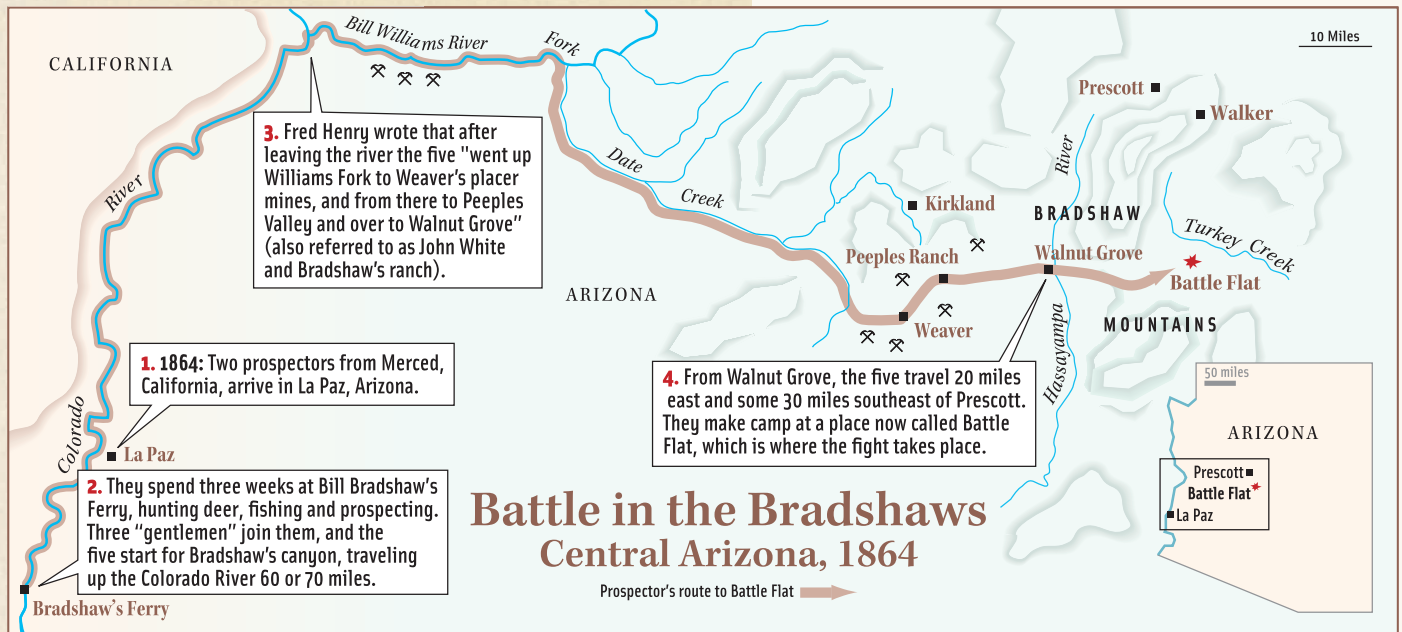 Bill Williams River
Fork
10 Miles
CALIFORNIA
Prescott
Walker
3. Fred Henry wrote that after
leaving the river the five "went up
Williams Fork to Weaver's placer
mines, and from there to Peeples
Valley and over to Walnut Grove"
(also referred to as John White
and Bradshaw's ranch).
River
Date
Creek
River
Kirkland
BRADSHAW
Turkey Creek
Peeples Ranch
Walnut Grove
Battle Flat
ARIZONA
Weaver
MOUNTAINS
Hassayampa
1. 1864: Two prospectors from Merced,
California, arrive in La Paz, Arizona.
4. From Walnut Grove, the five travel 20 miles
east and some 30 miles southeast of Prescott.
They make camp at a place now called Battle
Flat, which is where the fight takes place.
Colorado
La Paz
2. They spend three weeks at Bill Bradshaw's
Ferry, hunting deer, fishing and prospecting.
Three “gentlemen” join them, and the
five start for Bradshaw's canyon, traveling
up the Colorado River 60 or 70 miles.
Bradshaw's Ferry
Battle in the Bradshaws
Central Arizona, 1864
Prospector's route to Battle Flat
50 miles
ARIZONA
Prescott
Battle Flat
La Paz